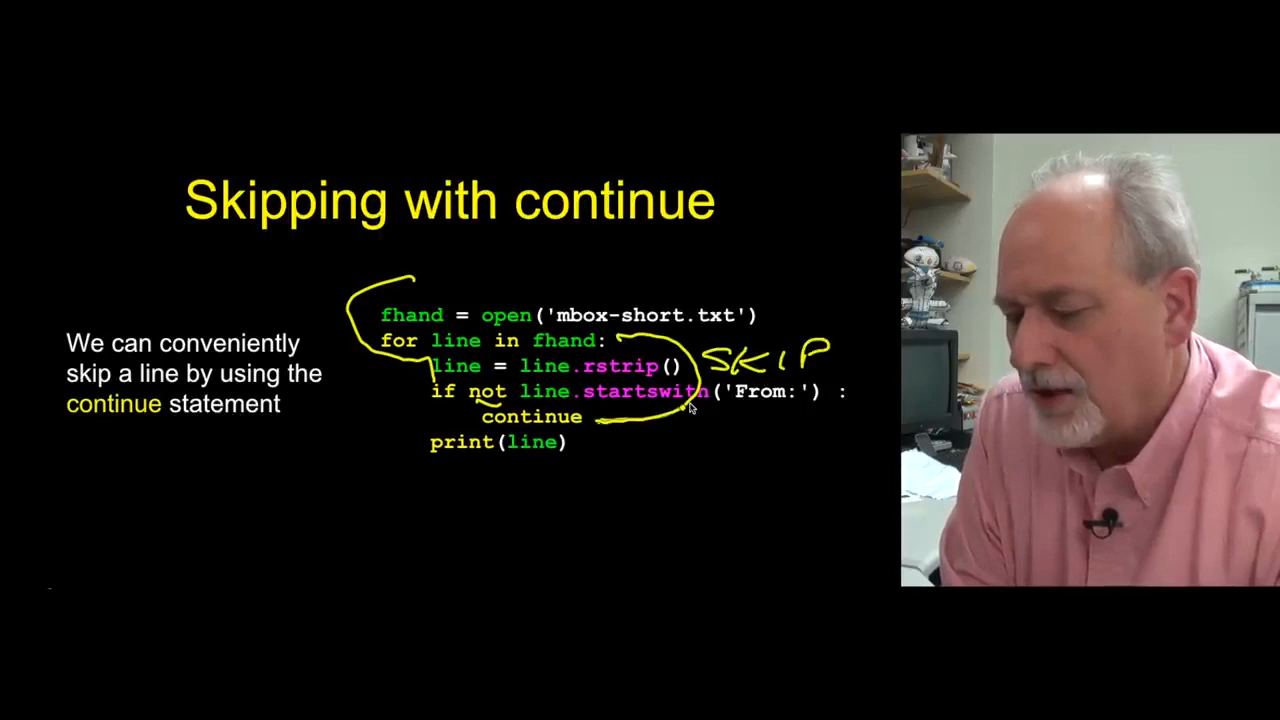 Skipping with continue
We can conveniently
skip a line by using the
continue statement
fhand = open('mbox-short.txt')
for line in fhand:
line = line.rstrip()
SKIP
if not line.startswith('From:') :
continue
print(line)